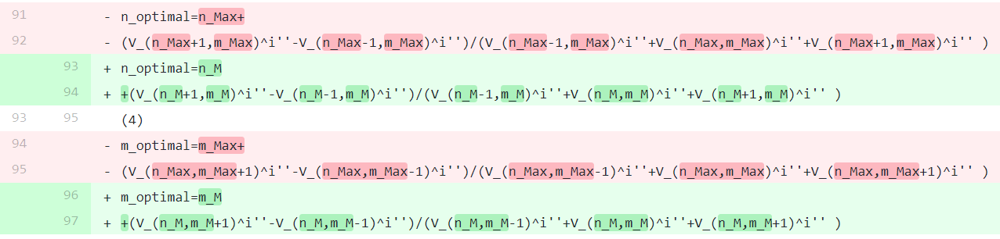 91 - n_optimal=n_Max+
92 - (V_(n_Max+1,m_Max)^i''-V_(n_Max-1,m_Max)^i'')/(V_(n_Max-1,m_Max)^i''+V_(n_Max,m_Max)^i''+V_(n_Max+1,m_Max)^i'' )
93 + n_optimal=n_M
94 + +(V_(n_M+1,m_M)^i''-V_(n_M-1,m_M)^i'')/(V_(n_M-1,m_M)^i''+V_(n_M,m_M)^i''+V_(n_M+1,m_M)^i'' )
93 95 (4)
94 - m_optimal=m_Max+
95 - (V_(n_Max,m_Max+1)^i''-V_(n_Max,m_Max-1)^i'')/(V_(n_Max,m_Max-1)^i''+V_(n_Max,m_Max)^i''+V_(n_Max,m_Max+1)^i'' )
96 + m_optimal=m_M
97 + +(V_(n_M,m_M+1)^i''-V_(n_M,m_M-1)^i'')/(V_(n_M,m_M-1)^i''+V_(n_M,m_M)^i''+V_(n_M,m_M+1)^i'' )